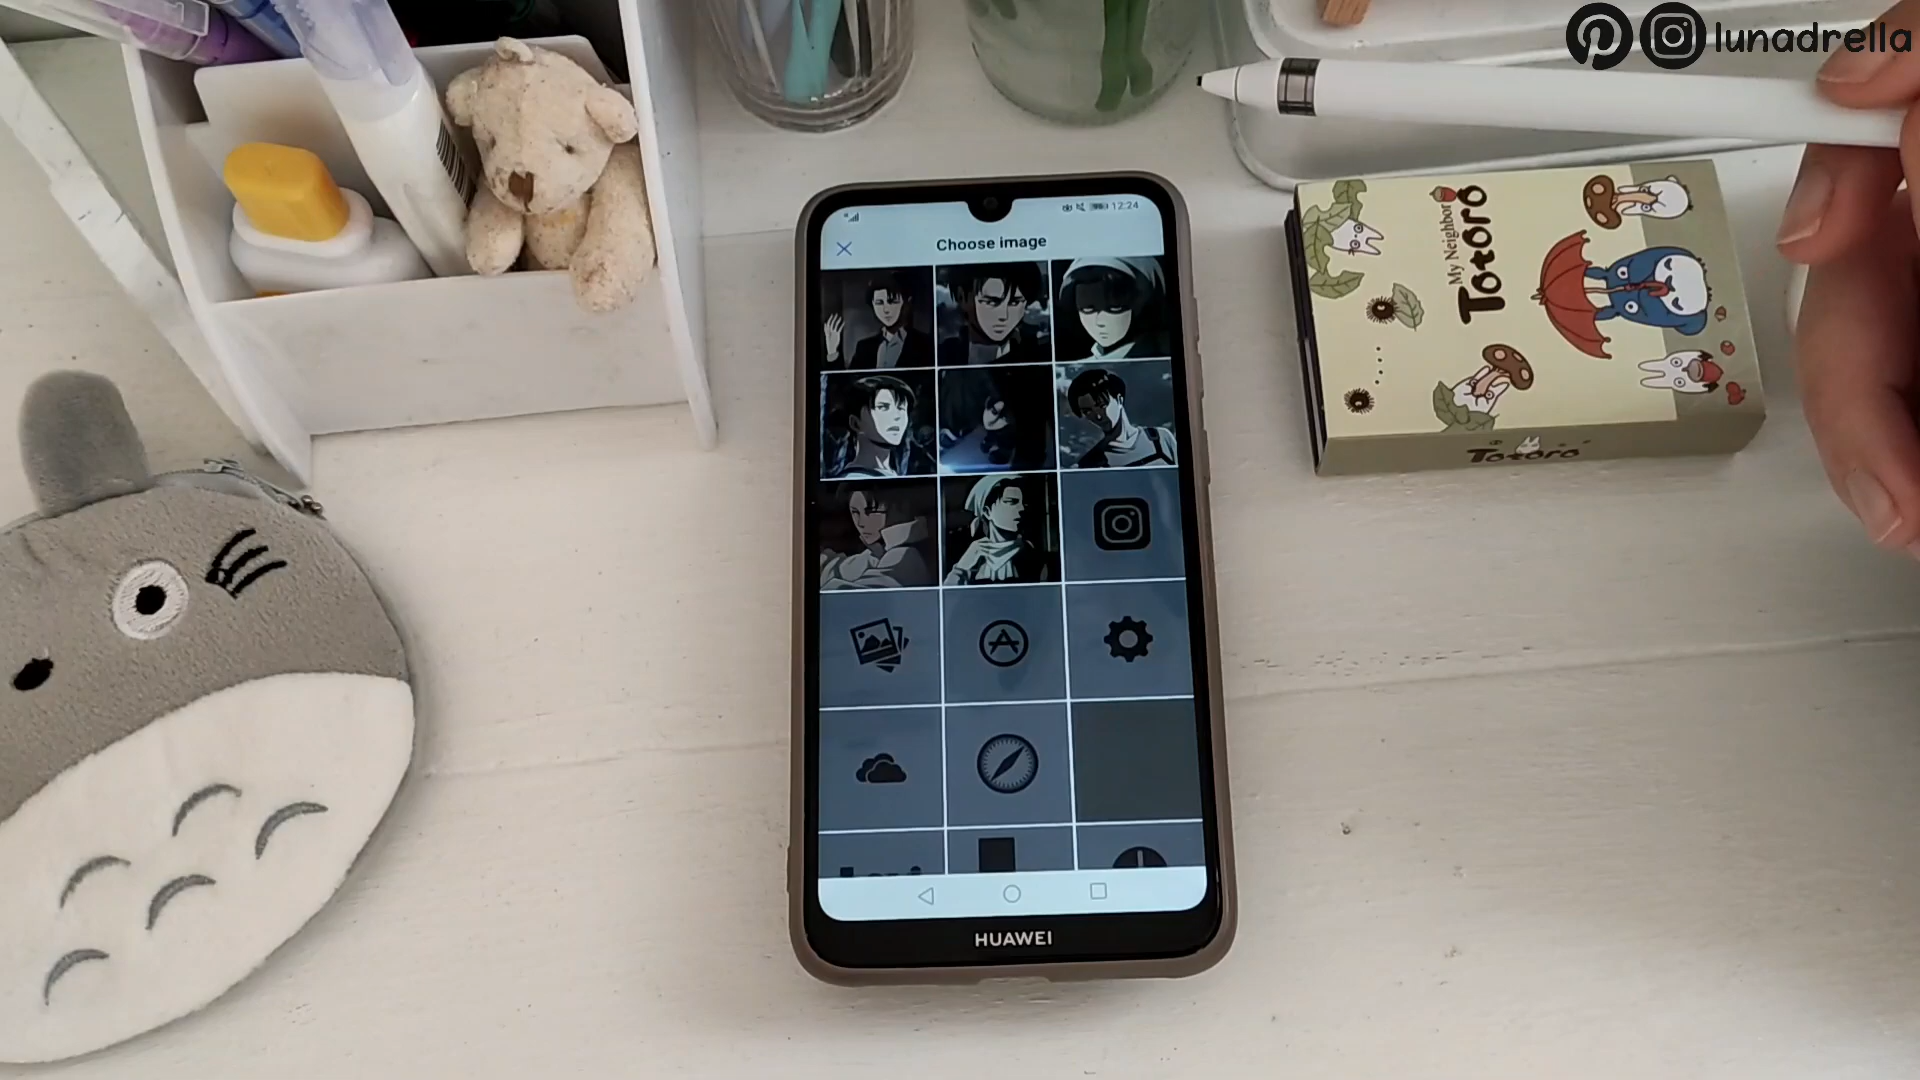 lunadrella
12:24
Choose image
My Neighbor
Totoro
Totoro
HUAWEI